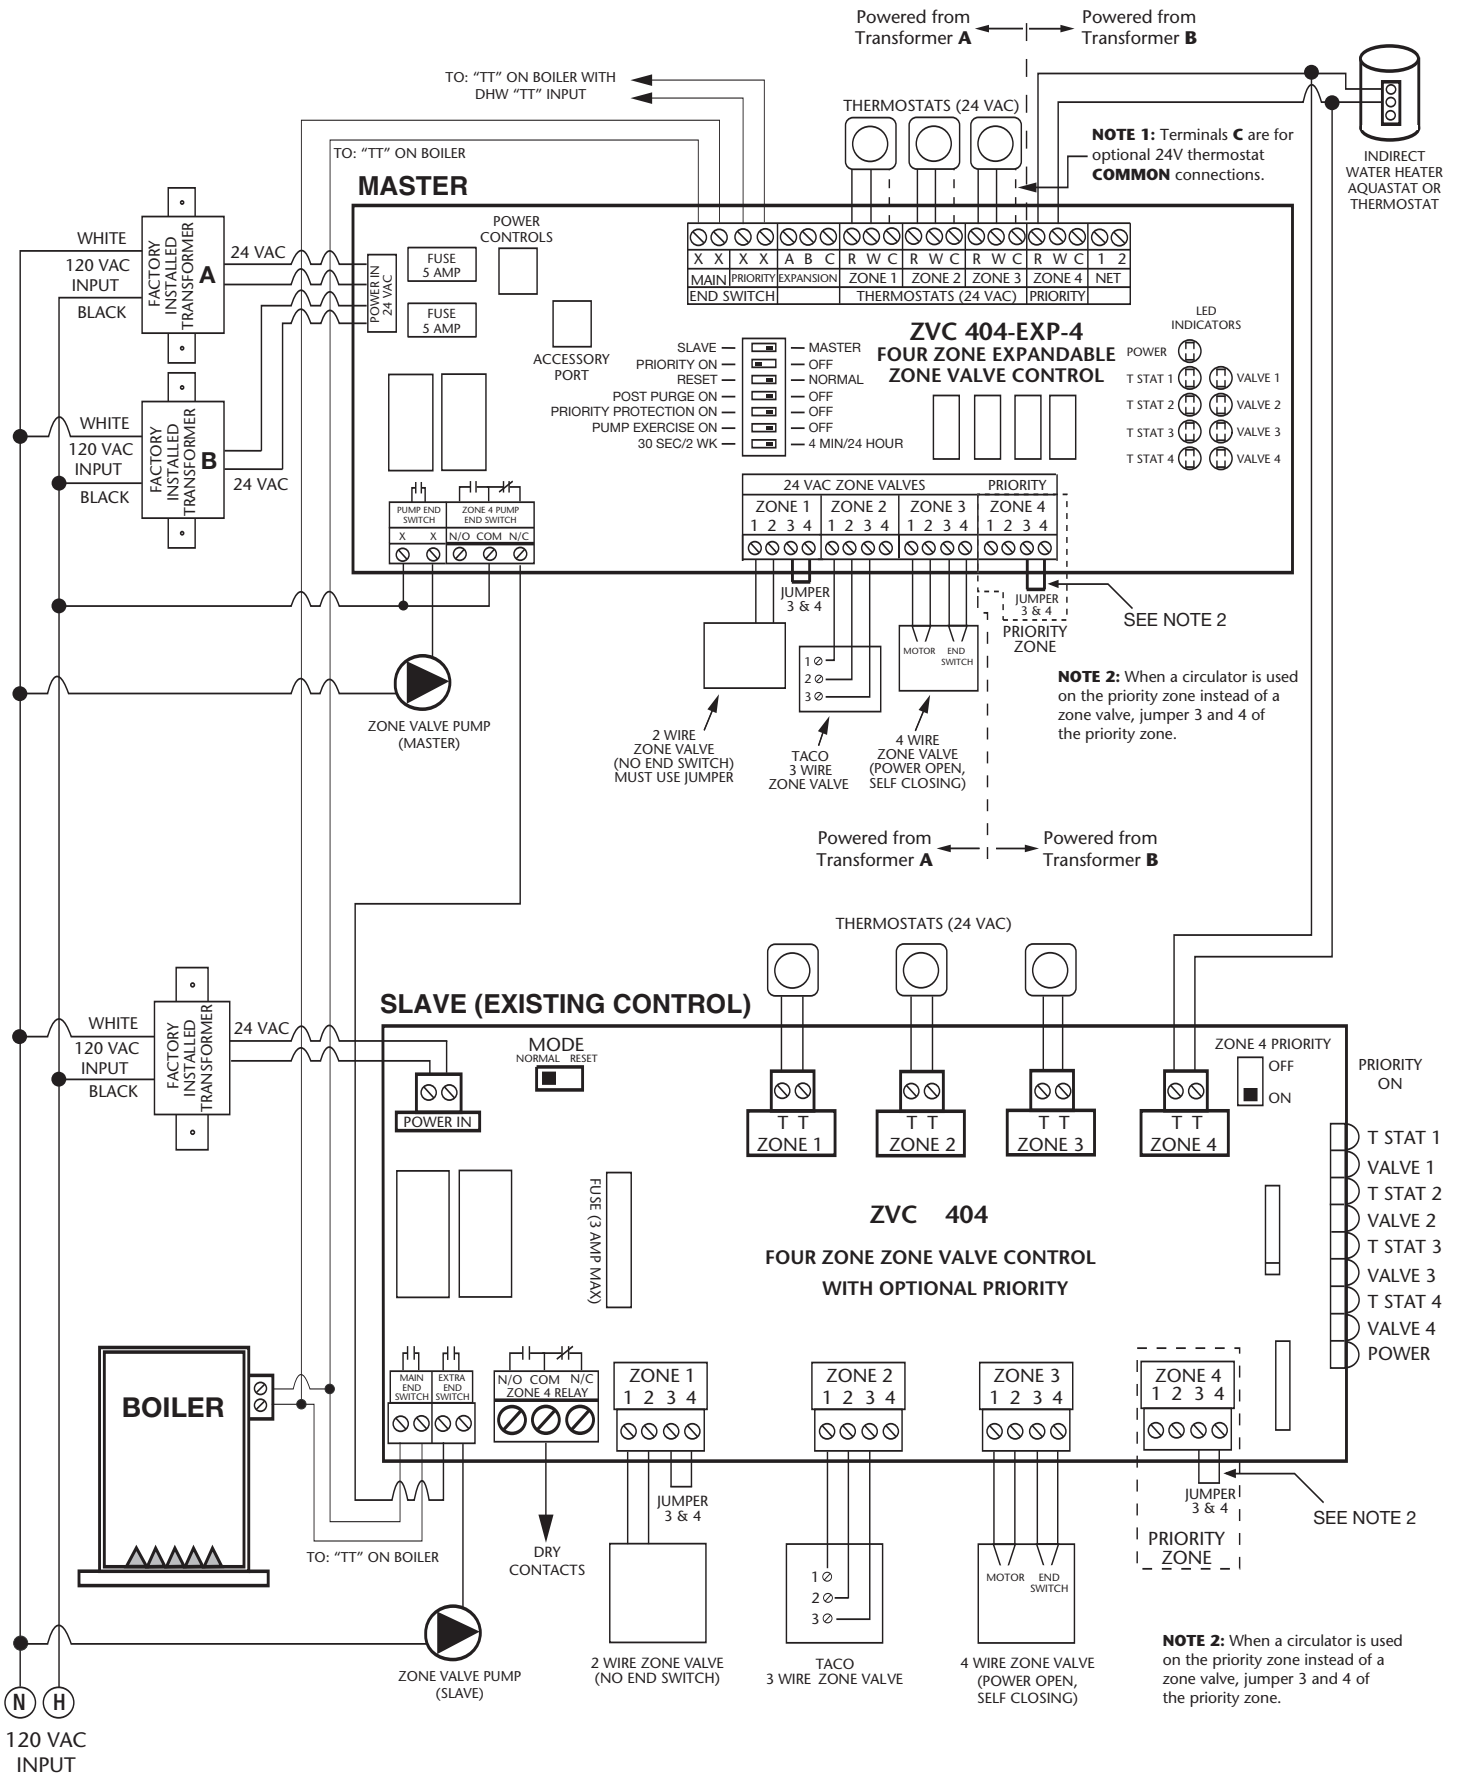 Powered from
Transformer A
Powered from
Transformer B
TO: “TT” ON BOILER WITH
DHW “TT” INPUT
THERMOSTATS (24 VAC)
NOTE 1: Terminals C are for
optional 24V thermostat
COMMON connections.
INDIRECT
WATER HEATER
AQUASTAT OR
THERMOSTAT
TO: “TT” ON BOILER
MASTER
WHITE
120 VAC
INPUT
BLACK
FACTORY
INSTALLED
TRANSFORMER
A
24 VAC
POWER IN
24 VAC
FUSE
5 AMP
FUSE
5 AMP
POWER
CONTROLS
ACCESSORY
PORT
X X X X A B C R W C R W C R W C R W C 1 2
MAIN PRIORITY EXPANSION ZONE 1 ZONE 2 ZONE 3 ZONE 4 NET
END SWITCH THERMOSTATS (24 VAC) PRIORITY
ZVC 404-EXP-4
FOUR ZONE EXPANDABLE
ZONE VALVE CONTROL
LED
INDICATORS
POWER
T STAT 1 VALVE 1
T STAT 2 VALVE 2
T STAT 3 VALVE 3
T STAT 4 VALVE 4
SLAVE MASTER
PRIORITY ON OFF
RESET NORMAL
POST PURGE ON OFF
PRIORITY PROTECTION ON OFF
PUMP EXERCISE ON OFF
30 SEC/2 WK 4 MIN/24 HOUR
WHITE
120 VAC
INPUT
BLACK
FACTORY
INSTALLED
TRANSFORMER
B
24 VAC
PUMP END
SWITCH
X X
ZONE 4 PUMP
END SWITCH
N/O COM N/C
24 VAC ZONE VALVES PRIORITY
ZONE 1 ZONE 2 ZONE 3 ZONE 4
1 2 3 4 1 2 3 4 1 2 3 4 1 2 3 4
JUMPER
3 & 4
JUMPER
3 & 4
PRIORITY
ZONE
SEE NOTE 2
1
2
3
MOTOR
END
SWITCH
ZONE VALVE PUMP
(MASTER)
2 WIRE
ZONE VALVE
(NO END SWITCH)
MUST USE JUMPER
TACO
3 WIRE
ZONE VALVE
4 WIRE
ZONE VALVE
(POWER OPEN,
SELF CLOSING)
NOTE 2: When a circulator is used
on the priority zone instead of a
zone valve, jumper 3 and 4 of
the priority zone.
Powered from
Transformer A
Powered from
Transformer B
THERMOSTATS (24 VAC)
SLAVE (EXISTING CONTROL)
WHITE
120 VAC
INPUT
BLACK
FACTORY
INSTALLED
TRANSFORMER
24 VAC
POWER IN
MODE
NORMAL RESET
T T
ZONE 1
T T
ZONE 2
T T
ZONE 3
T T
ZONE 4
ZONE 4 PRIORITY
OFF
ON
PRIORITY
ON
T STAT 1
VALVE 1
T STAT 2
VALVE 2
T STAT 3
VALVE 3
T STAT 4
VALVE 4
POWER
FUSE (3 AMP MAX)
ZVC 404
FOUR ZONE ZONE VALVE CONTROL
WITH OPTIONAL PRIORITY
BOILER
MAIN
END
SWITCH
EXTRA
END
SWITCH
N/O COM N/C
ZONE 4 RELAY
ZONE 1
1 2 3 4
ZONE 2
1 2 3 4
ZONE 3
1 2 3 4
ZONE 4
1 2 3 4
JUMPER
3 & 4
JUMPER
3 & 4
PRIORITY
ZONE
SEE NOTE 2
TO: “TT” ON BOILER
DRY
CONTACTS
1
2
3
MOTOR
END
SWITCH
ZONE VALVE PUMP
(SLAVE)
2 WIRE ZONE VALVE
(NO END SWITCH)
TACO
3 WIRE ZONE VALVE
4 WIRE ZONE VALVE
(POWER OPEN,
SELF CLOSING)
NOTE 2: When a circulator is used
on the priority zone instead of a
zone valve, jumper 3 and 4 of
the priority zone.
N H
120 VAC
INPUT